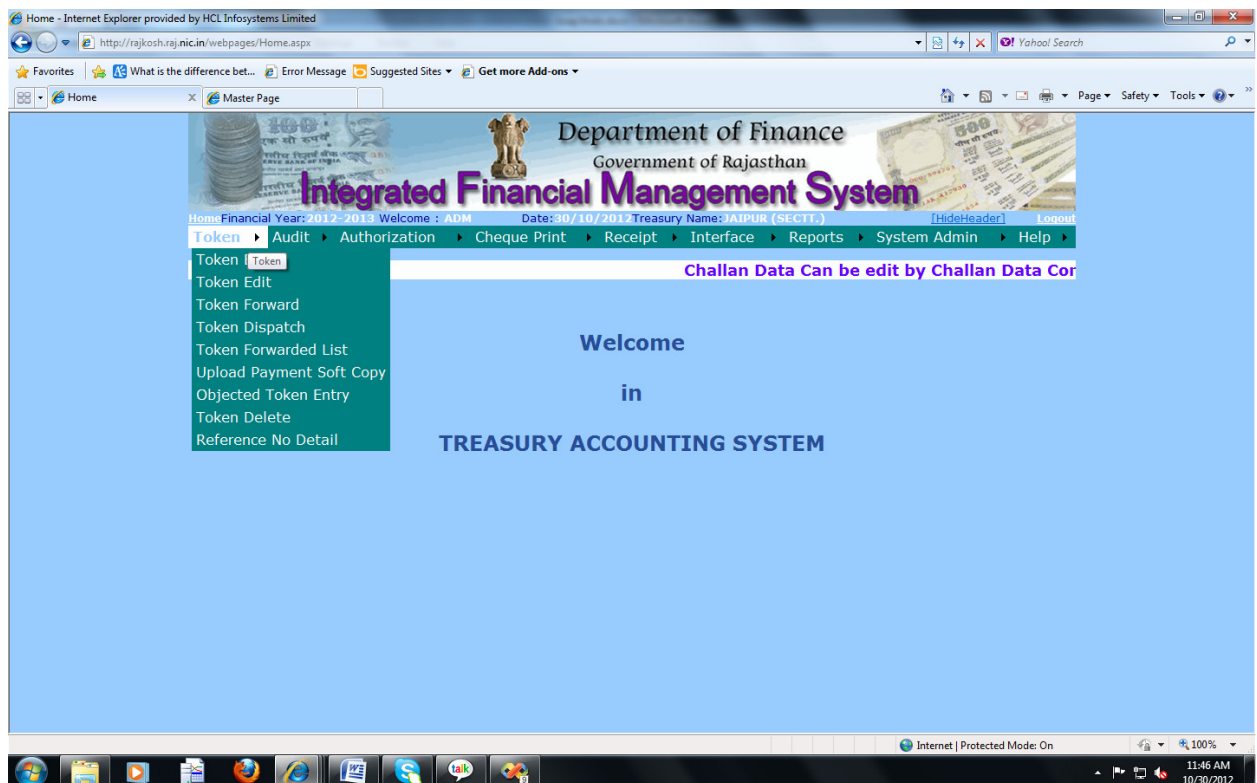 Home - Internet Explorer provided by HCL Infosystems Limited
http://rajkosh.raj.nic.in/webpages/Home.aspx
Yahoo! Search
Favorites What is the difference bet... Error Message Suggested Sites Get more Add-ons
Home Master Page Page Safety Tools
Department of Finance
Government of Rajasthan
Integrated Financial Management System
Home Financial Year:2012-2013 Welcome : ADM Date:30/10/2012 Treasury Name:JAIPUR (SECTT.) [HideHeader] Logout
Token Audit Authorization Cheque Print Receipt Interface Reports System Admin Help
Token
Token
Challan Data Can be edit by Challan Data Cor
Token Edit
Token Forward
Token Dispatch
Token Forwarded List
Upload Payment Soft Copy
Objected Token Entry
Token Delete
Reference No Detail
Welcome
in
TREASURY ACCOUNTING SYSTEM
Internet | Protected Mode: On 100%
talk
11:46 AM
10/30/2012